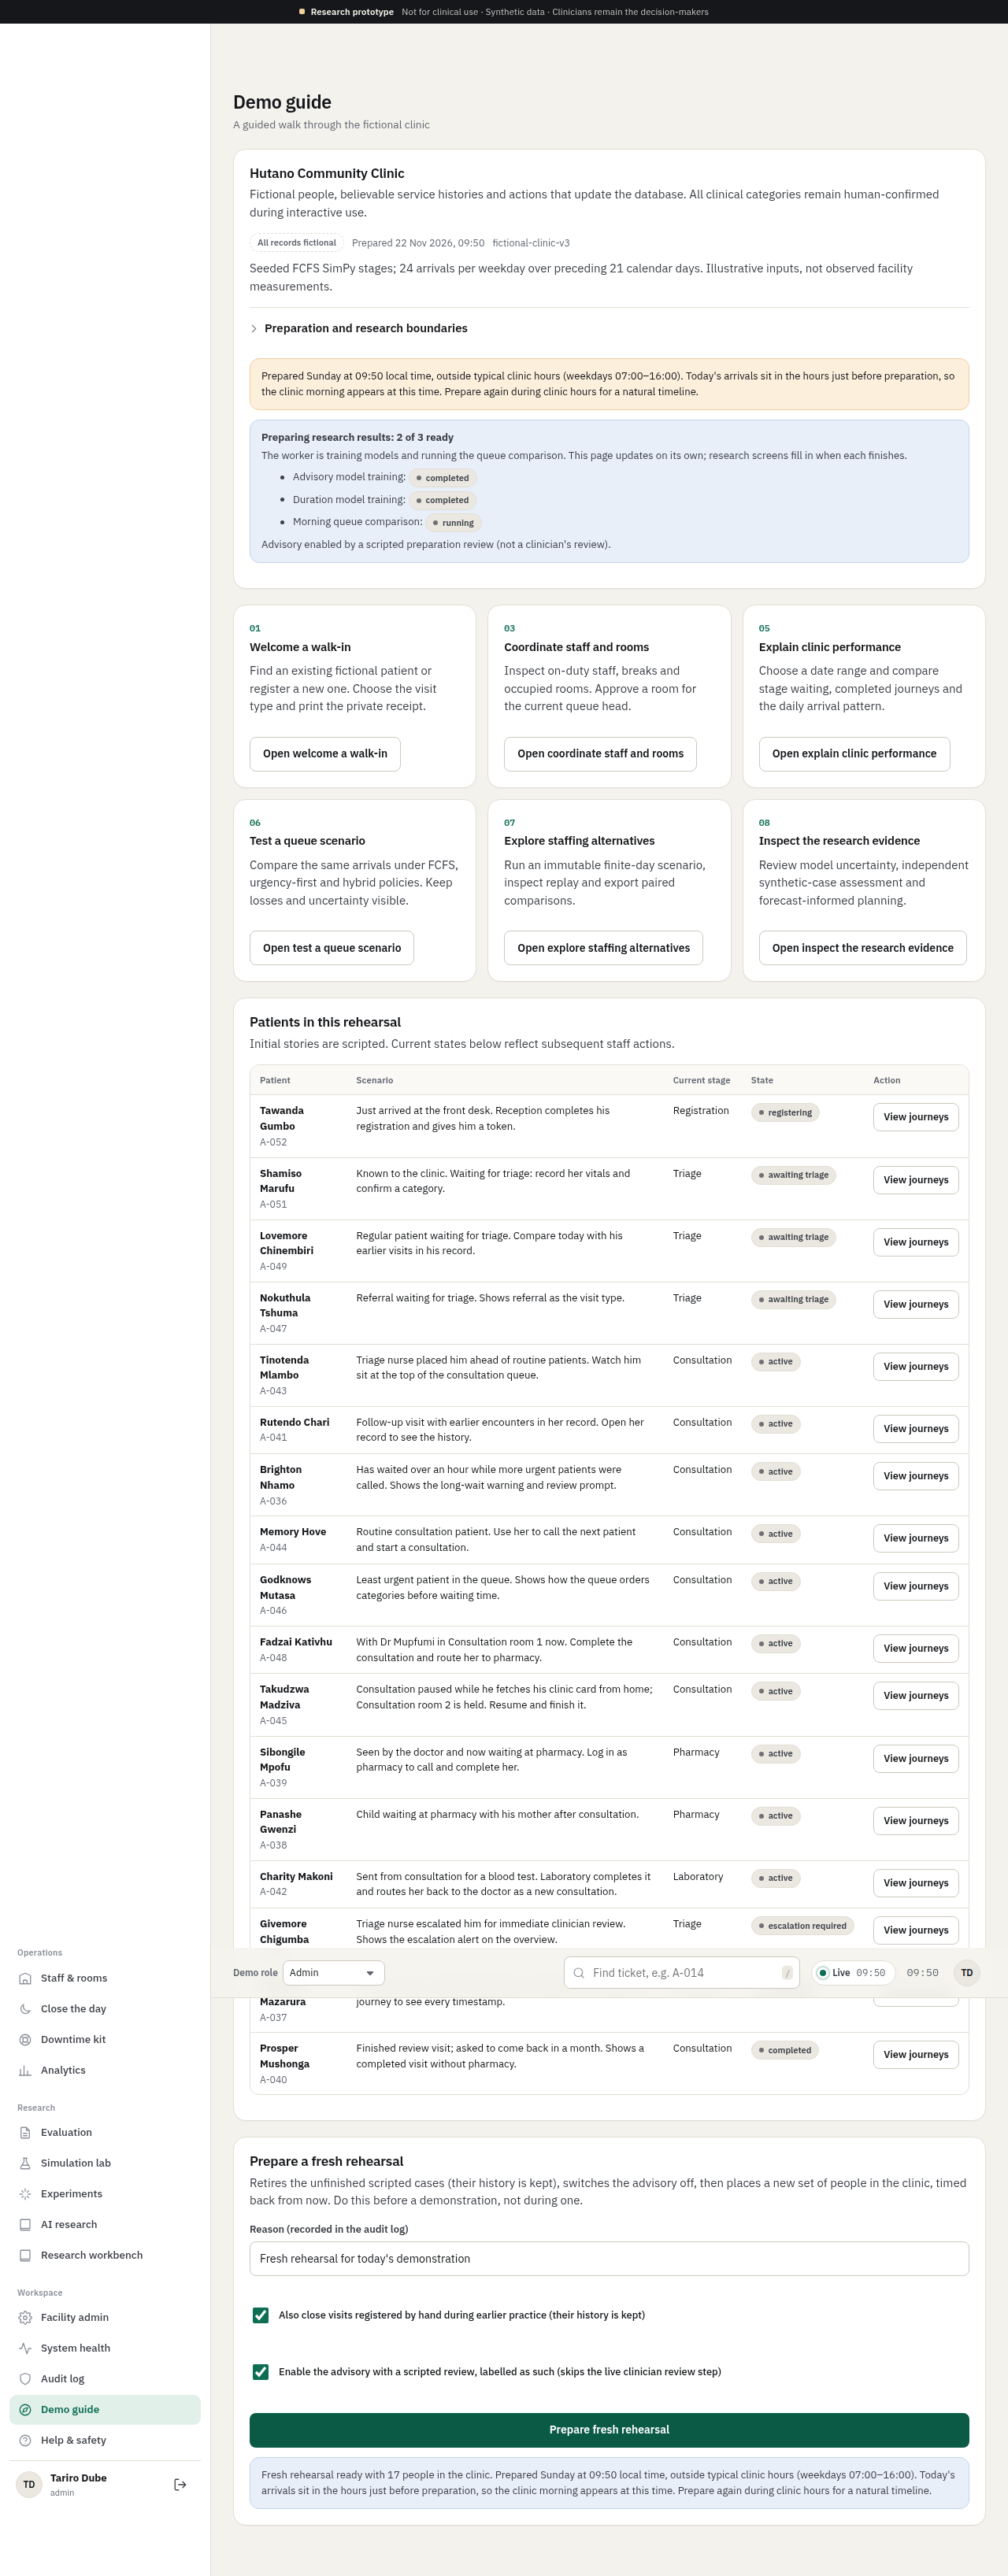 Research prototype Not for clinical use · Synthetic data · Clinicians remain the decision-makers
Demo guide
A guided walk through the fictional clinic
Hutano Community Clinic
Fictional people, believable service histories and actions that update the database. All clinical categories remain human-confirmed
during interactive use.
All records fictional Prepared 22 Nov 2026, 09:50 fictional-clinic-v3
Seeded FCFS SimPy stages; 24 arrivals per weekday over preceding 21 calendar days. Illustrative inputs, not observed facility
measurements.
Preparation and research boundaries
Prepared Sunday at 09:50 local time, outside typical clinic hours (weekdays 07:00–16:00). Today's arrivals sit in the hours just before preparation, so
the clinic morning appears at this time. Prepare again during clinic hours for a natural timeline.
Preparing research results: 2 of 3 ready
The worker is training models and running the queue comparison. This page updates on its own; research screens fill in when each finishes.
Advisory model training: completed
Duration model training: completed
Morning queue comparison: running
Advisory enabled by a scripted preparation review (not a clinician's review).
01
Welcome a walk-in
Find an existing fictional patient or
register a new one. Choose the visit
type and print the private receipt.
Open welcome a walk-in
03
Coordinate staff and rooms
Inspect on-duty staff, breaks and
occupied rooms. Approve a room for
the current queue head.
Open coordinate staff and rooms
05
Explain clinic performance
Choose a date range and compare
stage waiting, completed journeys and
the daily arrival pattern.
Open explain clinic performance
06
Test a queue scenario
Compare the same arrivals under FCFS,
urgency-first and hybrid policies. Keep
losses and uncertainty visible.
Open test a queue scenario
07
Explore staffing alternatives
Run an immutable finite-day scenario,
inspect replay and export paired
comparisons.
Open explore staffing alternatives
08
Inspect the research evidence
Review model uncertainty, independent
synthetic-case assessment and
forecast-informed planning.
Open inspect the research evidence
Patients in this rehearsal
Initial stories are scripted. Current states below reflect subsequent staff actions.
Patient Scenario Current stage State Action
Tawanda Just arrived at the front desk. Reception completes his Registration registering View journeys
Gumbo registration and gives him a token.
A-052
Shamiso Known to the clinic. Waiting for triage: record her vitals and Triage awaiting triage View journeys
Marufu confirm a category.
A-051
Lovemore Regular patient waiting for triage. Compare today with his Triage awaiting triage View journeys
Chinembiri earlier visits in his record.
A-049
Nokuthula Referral waiting for triage. Shows referral as the visit type. Triage awaiting triage View journeys
Tshuma
A-047
Tinotenda Triage nurse placed him ahead of routine patients. Watch him Consultation active View journeys
Mlambo sit at the top of the consultation queue.
A-043
Rutendo Chari Follow-up visit with earlier encounters in her record. Open her Consultation active View journeys
A-041 record to see the history.
Brighton Has waited over an hour while more urgent patients were Consultation active View journeys
Nhamo called. Shows the long-wait warning and review prompt.
A-036
Memory Hove Routine consultation patient. Use her to call the next patient Consultation active View journeys
A-044 and start a consultation.
Godknows Least urgent patient in the queue. Shows how the queue orders Consultation active View journeys
Mutasa categories before waiting time.
A-046
Fadzai Kativhu With Dr Mupfumi in Consultation room 1 now. Complete the Consultation active View journeys
A-048 consultation and route her to pharmacy.
Takudzwa Consultation paused while he fetches his clinic card from home; Consultation active View journeys
Madziva Consultation room 2 is held. Resume and finish it.
A-045
Sibongile Seen by the doctor and now waiting at pharmacy. Log in as Pharmacy active View journeys
Mpofu pharmacy to call and complete her.
A-039
Panashe Child waiting at pharmacy with his mother after consultation. Pharmacy active View journeys
Gwenzi
A-038
Charity Makoni Sent from consultation for a blood test. Laboratory completes it Laboratory active View journeys
A-042 and routes her back to the doctor as a new consultation.
Givemore Triage nurse escalated him for immediate clinician review. Triage escalation required View journeys
Chigumba Shows the escalation alert on the overview.
Demo role Admin Find ticket, e.g. A-014 / Live 09:50 09:50 TD
Mazarura journey to see every timestamp.
A-037
Prosper Finished review visit; asked to come back in a month. Shows a Consultation completed View journeys
Mushonga completed visit without pharmacy.
A-040
Prepare a fresh rehearsal
Retires the unfinished scripted cases (their history is kept), switches the advisory off, then places a new set of people in the clinic, timed
back from now. Do this before a demonstration, not during one.
Reason (recorded in the audit log)
Fresh rehearsal for today's demonstration
Also close visits registered by hand during earlier practice (their history is kept)
Enable the advisory with a scripted review, labelled as such (skips the live clinician review step)
Prepare fresh rehearsal
Fresh rehearsal ready with 17 people in the clinic. Prepared Sunday at 09:50 local time, outside typical clinic hours (weekdays 07:00–16:00). Today's
arrivals sit in the hours just before preparation, so the clinic morning appears at this time. Prepare again during clinic hours for a natural timeline.
Operations
Staff & rooms
Close the day
Downtime kit
Analytics
Research
Evaluation
Simulation lab
Experiments
AI research
Research workbench
Workspace
Facility admin
System health
Audit log
Demo guide
Help & safety
TD Tariro Dube
admin